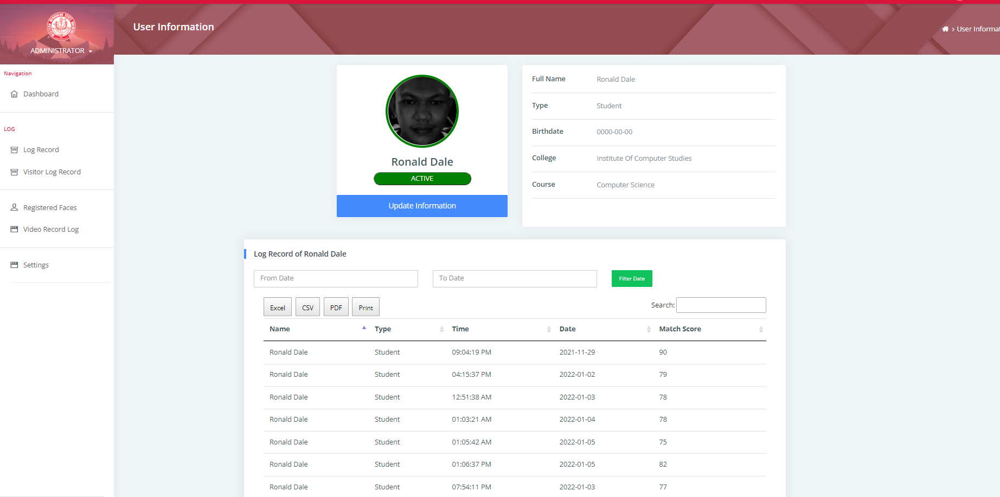 ADMINISTRATOR
Navigation
Dashboard
LOG
Log Record
Visitor Log Record
Registered Faces
Video Record Log
Settings
User Information
› User Informat
Ronald Dale
ACTIVE
Update Information
Full Name Ronald Dale
Type Student
Birthdate 0000-00-00
College Institute Of Computer Studies
Course Computer Science
Log Record of Ronald Dale
From Date To Date Filter Date
Excel CSV PDF Print Search:
Name Type Time Date Match Score
Ronald Dale Student 09:04:19 PM 2021-11-29 90
Ronald Dale Student 04:15:37 PM 2022-01-02 79
Ronald Dale Student 12:51:38 AM 2022-01-03 78
Ronald Dale Student 01:03:21 AM 2022-01-04 78
Ronald Dale Student 01:05:42 AM 2022-01-05 75
Ronald Dale Student 01:06:37 PM 2022-01-05 82
Ronald Dale Student 07:54:11 PM 2022-01-03 77